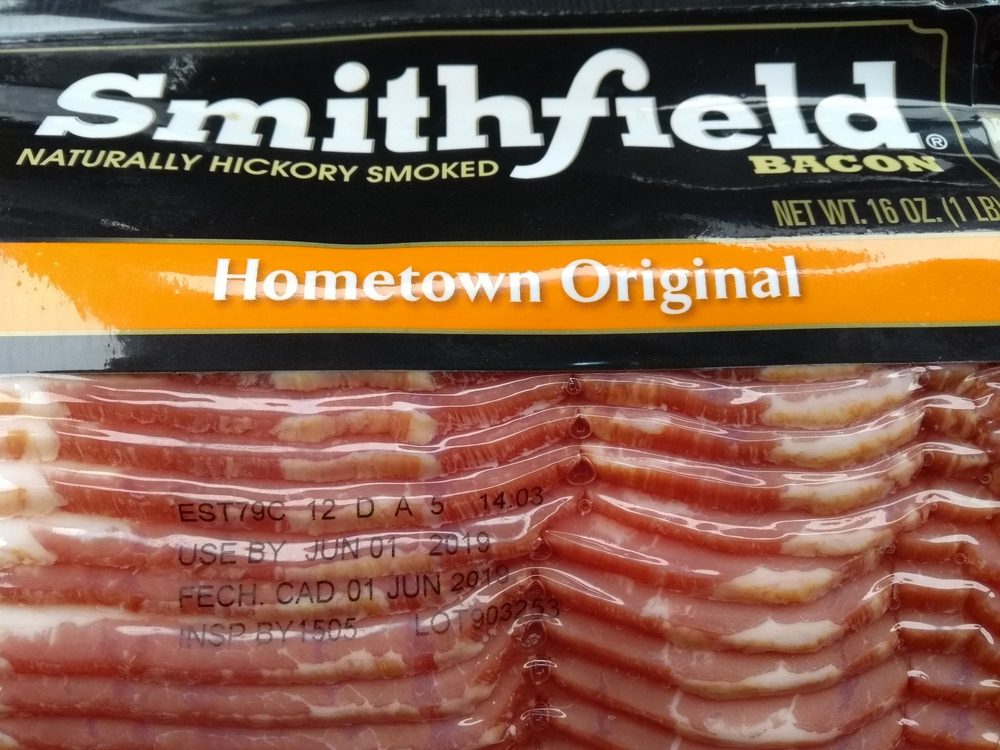 Smithfield®
NATURALLY HICKORY SMOKED
BACON
NET WT. 16 OZ. (1 LB)
Hometown Original
EST79C 12 D A 5 14:03
USE BY JUN 01 2019
FECH. CAD 01 JUN 2019
INSP BY1505 LOT903253